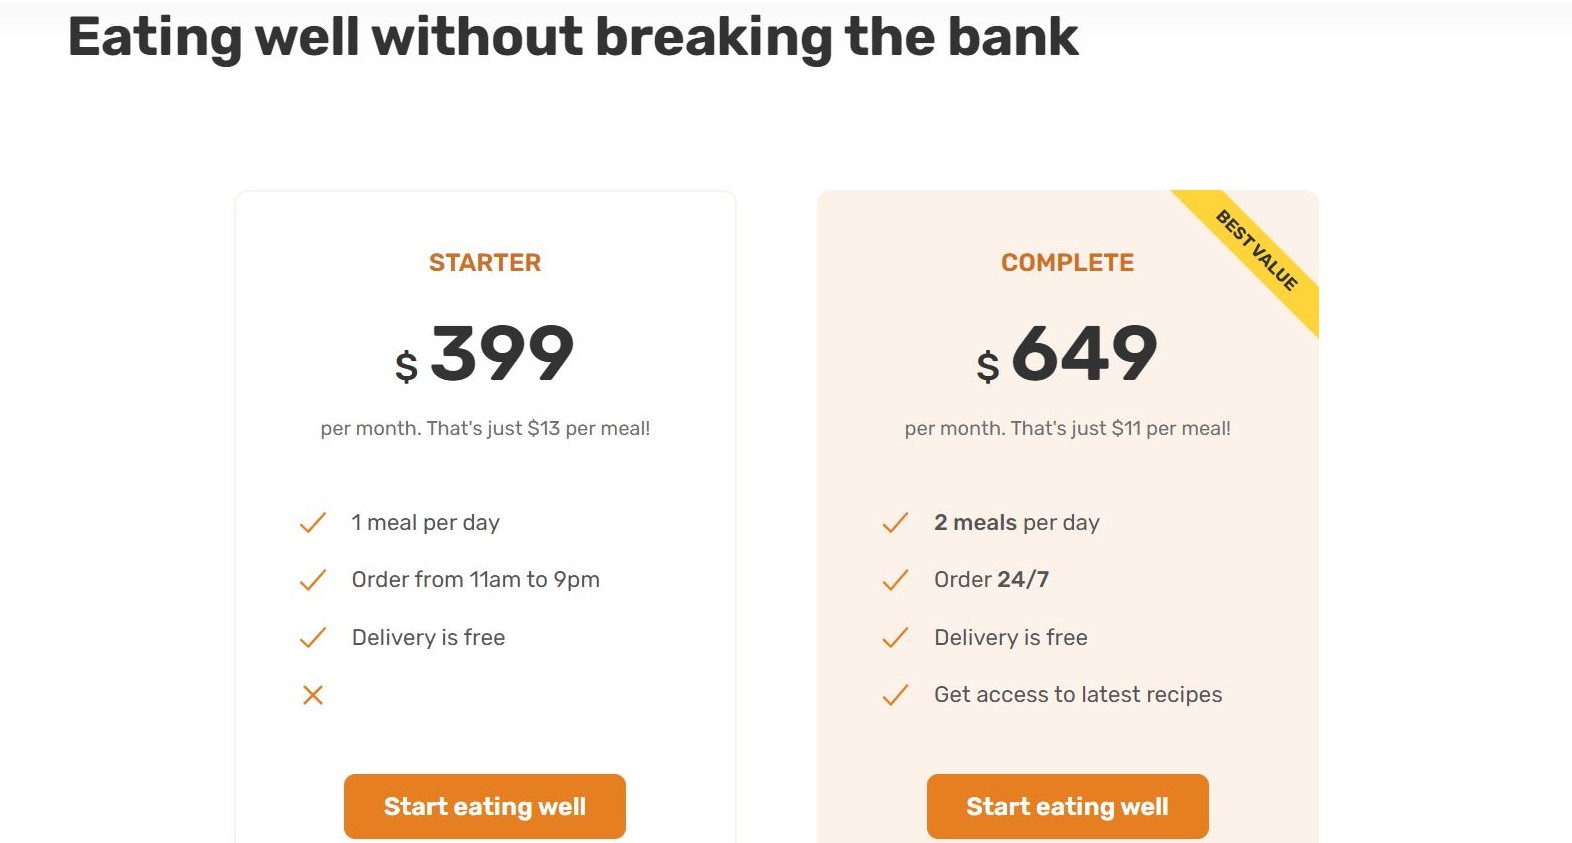 Eating well without breaking the bank
STARTER
$ 399
per month. That's just $13 per meal!
1 meal per day
Order from 11am to 9pm
Delivery is free
Start eating well
BEST VALUE
COMPLETE
$ 649
per month. That's just $11 per meal!
2 meals per day
Order 24/7
Delivery is free
Get access to latest recipes
Start eating well